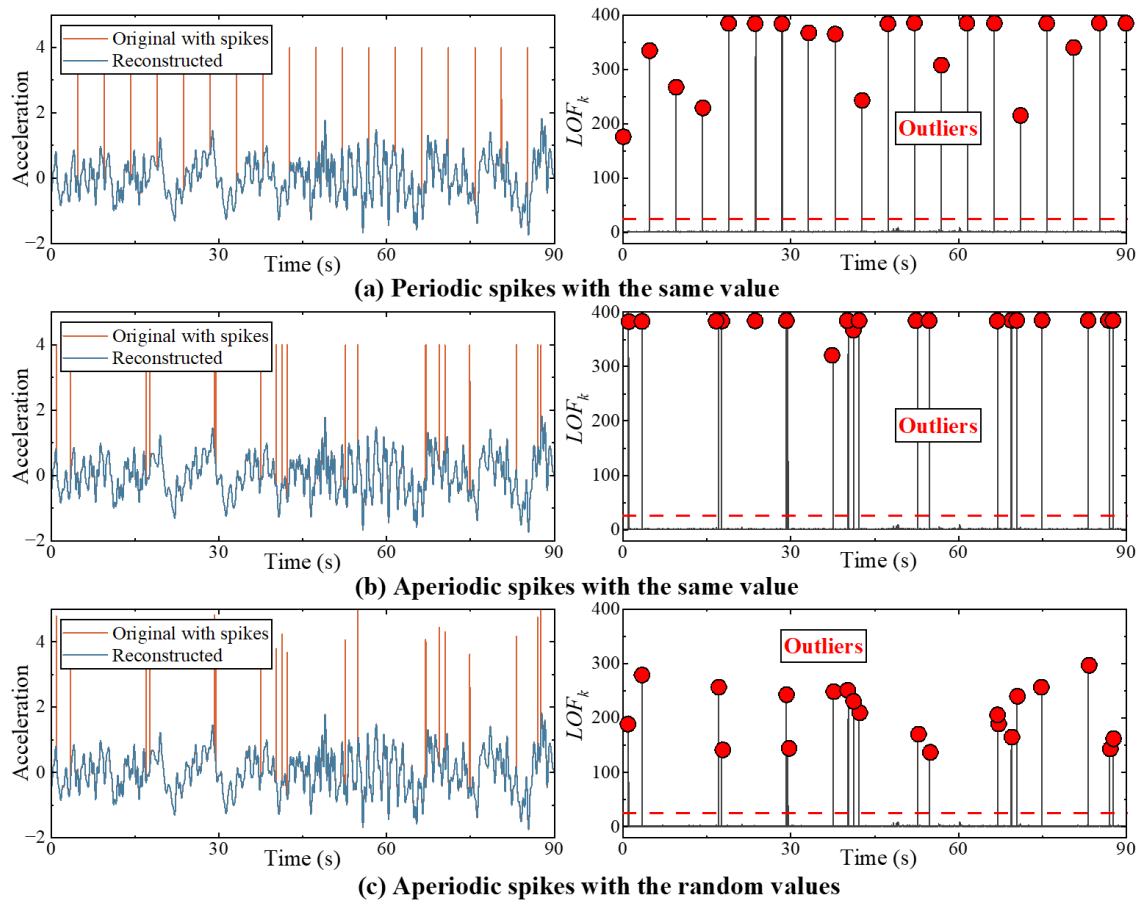 Original with spikes
Reconstructed
Acceleration
4
2
0
−2
0
30
60
90
Time (s)
LOF_k
400
300
200
100
0
Outliers
0
30
60
90
Time (s)
(a) Periodic spikes with the same value
Original with spikes
Reconstructed
Acceleration
4
2
0
−2
0
30
60
90
Time (s)
LOF_k
400
300
400
100
0
Outliers
0
30
60
90
Time (s)
(b) Aperiodic spikes with the same value
Original with spikes
Reconstructed
Acceleration
4
2
0
−2
0
30
60
90
Time (s)
LOF_k
400
300
200
100
0
Outliers
0
30
60
90
Time (s)
(c) Aperiodic spikes with the random values